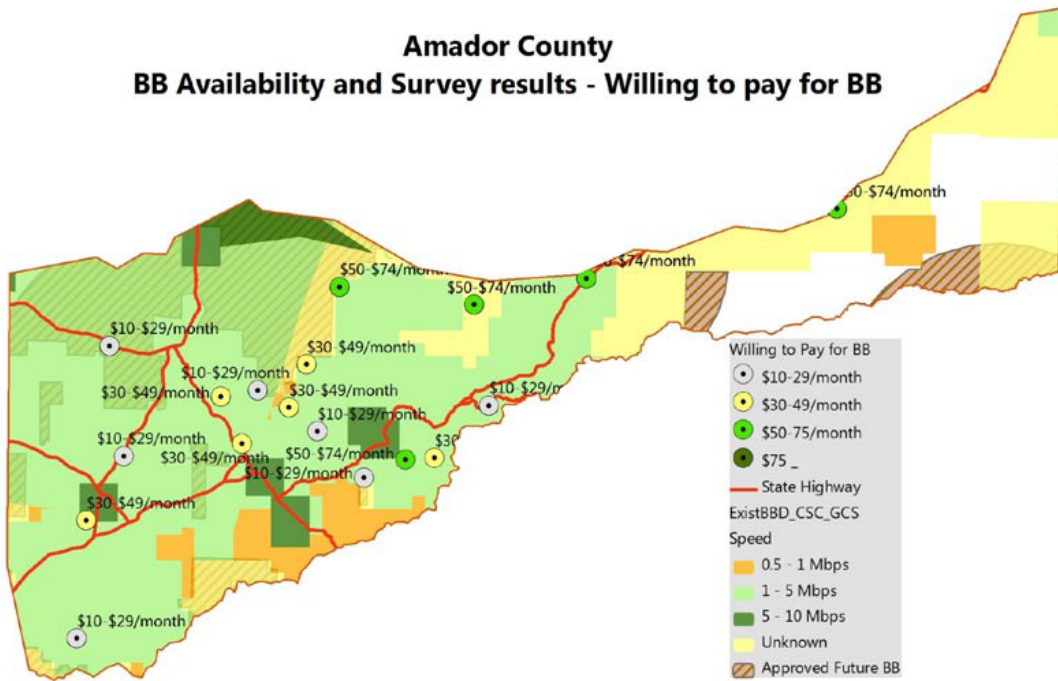 Amador County
BB Availability and Survey results - Willing to pay for BB
0-$74/month
$50-$74/month
$74/month
$50-$74/month
$10-$29/month
$30-$49/month
$10-$29/month
$30-$49/month
$30-$49/month
$10-$29/m
$10-$29/month
$10-$29/month
$30-$49/month
$50-$74/month
$30
$10-$29/month
$30-$49/month
$10-$29/month
Willing to Pay for BB
$10-29/month
$30-49/month
$50-75/month
$75 _
State Highway
ExistBBD_CSC_GCS
Speed
0.5 - 1 Mbps
1 - 5 Mbps
5 - 10 Mbps
Unknown
Approved Future BB